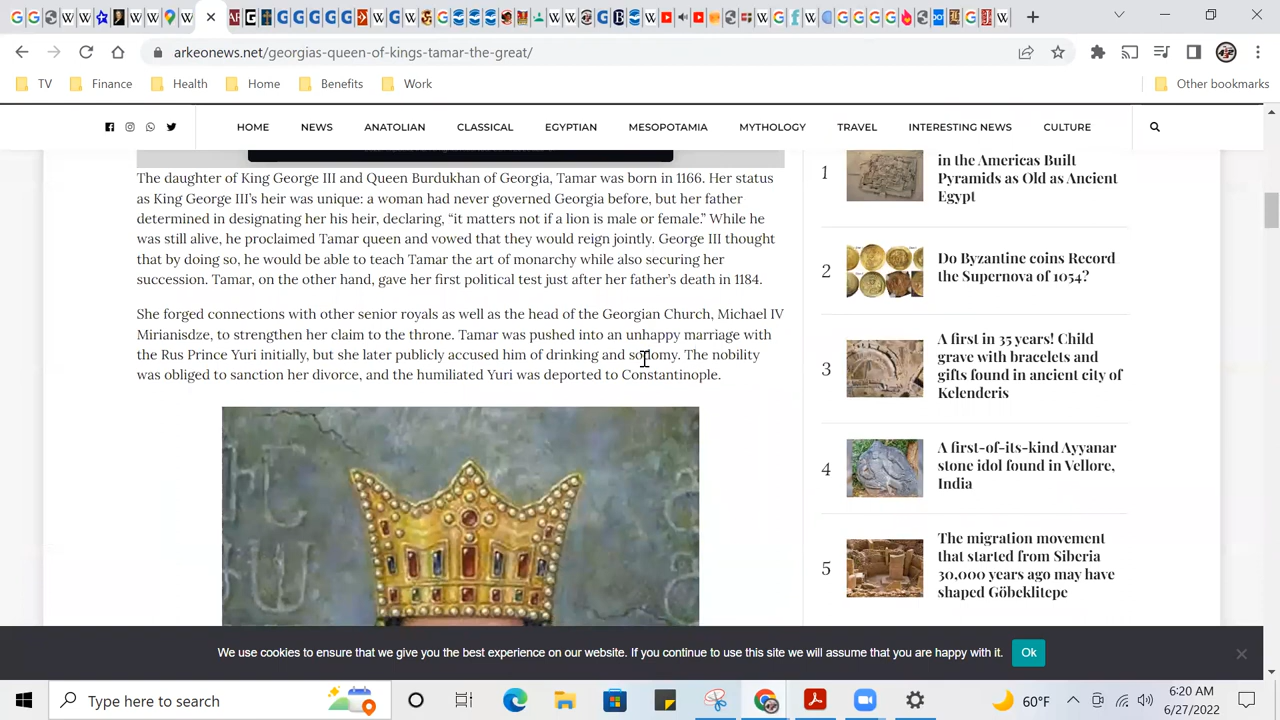 arkeonews.net/georgias-queen-of-kings-tamar-the-great/
TV Finance Health Home Benefits Work Other bookmarks
HOME NEWS ANATOLIAN CLASSICAL EGYPTIAN MESOPOTAMIA MYTHOLOGY TRAVEL INTERESTING NEWS CULTURE
The daughter of King George III and Queen Burdukhan of Georgia, Tamar was born in 1166. Her status
as King George III’s heir was unique: a woman had never governed Georgia before, but her father
determined in designating her his heir, declaring, “it matters not if a lion is male or female.” While he
was still alive, he proclaimed Tamar queen and vowed that they would reign jointly. George III thought
that by doing so, he would be able to teach Tamar the art of monarchy while also securing her
succession. Tamar, on the other hand, gave her first political test just after her father’s death in 1184.
She forged connections with other senior royals as well as the head of the Georgian Church, Michael IV
Mirianisdze, to strengthen her claim to the throne. Tamar was pushed into an unhappy marriage with
the Rus Prince Yuri initially, but she later publicly accused him of drinking and sodomy. The nobility
was obliged to sanction her divorce, and the humiliated Yuri was deported to Constantinople.
1
in the Americas Built
Pyramids as Old as Ancient
Egypt
2
Do Byzantine coins Record
the Supernova of 1054?
3
A first in 35 years! Child
grave with bracelets and
gifts found in ancient city of
Kelenderis
4
A first-of-its-kind Ayyanar
stone idol found in Vellore,
India
5
The migration movement
that started from Siberia
30,000 years ago may have
shaped Göbeklitepe
We use cookies to ensure that we give you the best experience on our website. If you continue to use this site we will assume that you are happy with it. Ok
Type here to search
60°F
6:20 AM
6/27/2022